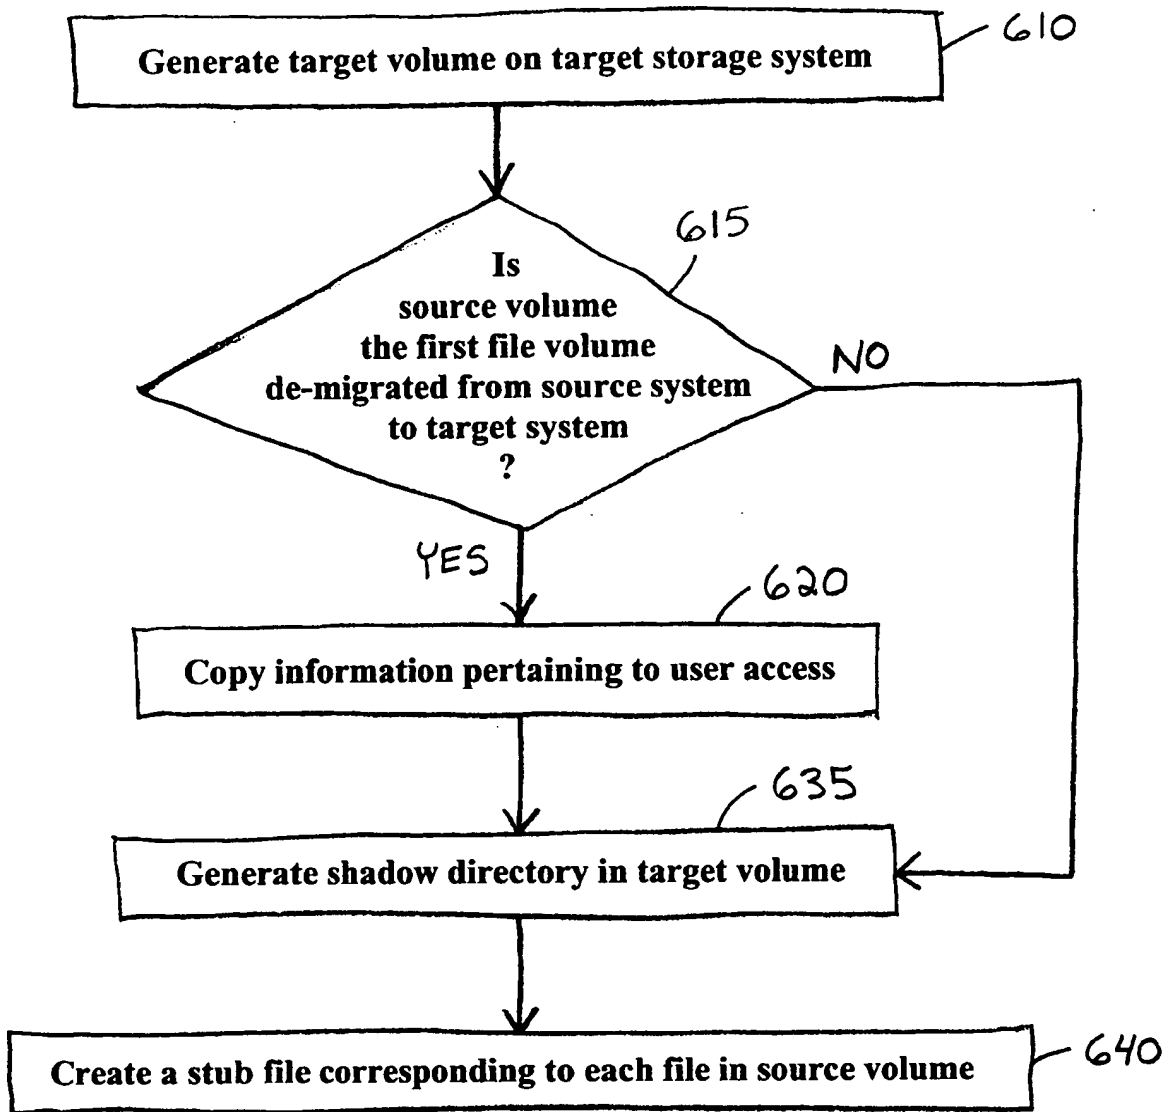 610
Generate target volume on target storage system
615
Is
source volume
the first file volume
de-migrated from source system
to target system
?
NO
YES
620
Copy information pertaining to user access
635
Generate shadow directory in target volume
640
Create a stub file corresponding to each file in source volume